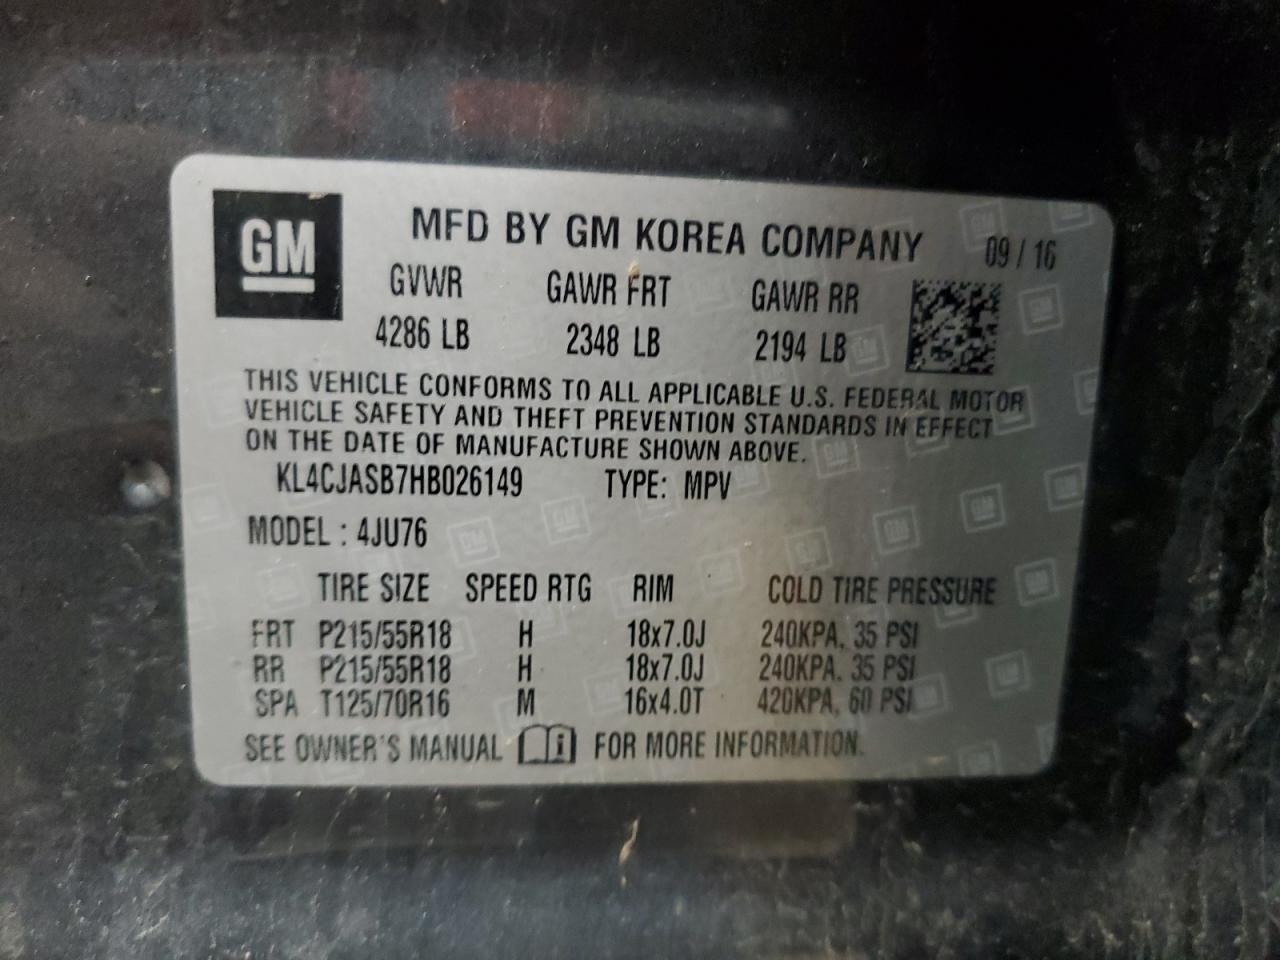 GM
MFD BY GM KOREA COMPANY 09 / 16
GVWR GAWR FRT GAWR RR
4286 LB 2348 LB 2194 LB
THIS VEHICLE CONFORMS TO ALL APPLICABLE U.S. FEDERAL MOTOR
VEHICLE SAFETY AND THEFT PREVENTION STANDARDS IN EFFECT
ON THE DATE OF MANUFACTURE SHOWN ABOVE.
KL4CJASB7HB026149 TYPE: MPV
MODEL : 4JU76
TIRE SIZE SPEED RTG RIM COLD TIRE PRESSURE
FRT P215/55R18 H 18x7.0J 240KPA, 35 PSI
RR P215/55R18 H 18x7.0J 240KPA. 35 PSI
SPA T125/70R16 M 16x4.0T 420KPA, 60 PSI
SEE OWNER'S MANUAL i FOR MORE INFORMATION.